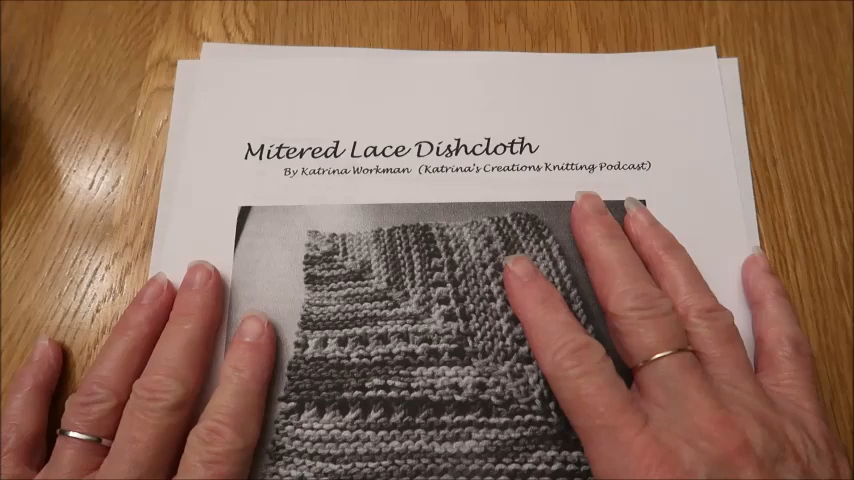 Mitered Lace Dishcloth
By Katrina Workman (Katrina's Creations Knitting Podcast)